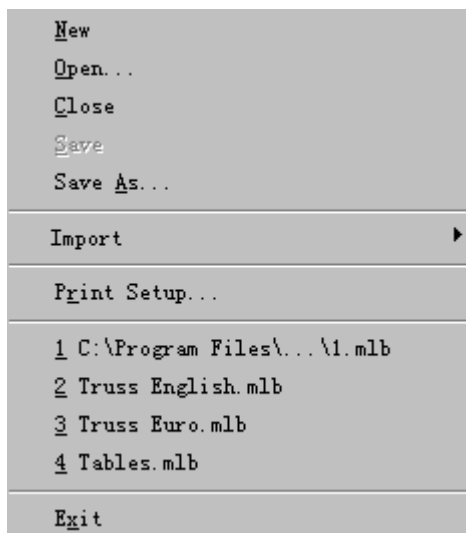 New
Open...
Close
Save
Save As...
Import
Print Setup...
1 C:\Program Files\...\1.mlb
2 Truss English.mlb
3 Truss Euro.mlb
4 Tables.mlb
Exit